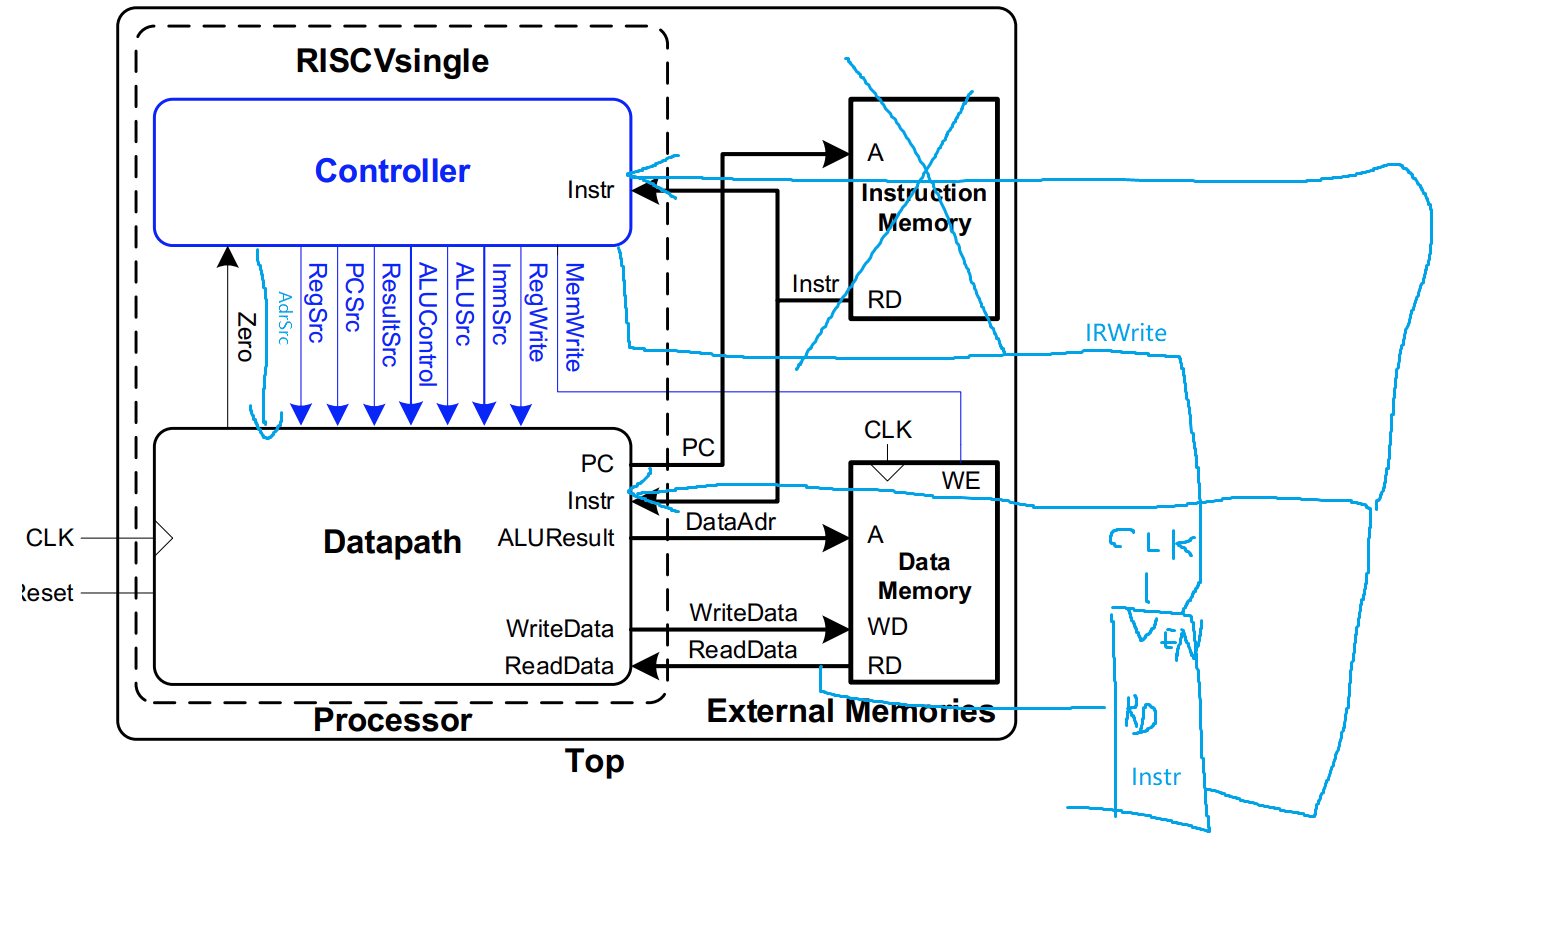 RISCVsingle
Controller
Instr
A
Instruction
Memory
Instr
RD
Zero
AdrSrc
RegSrc
PCSrc
ResultSrc
ALUControl
ALUSrc
ImmSrc
RegWrite
MemWrite
IRWrite
CLK
WE
PC
PC
Instr
DataAdr
CLK
Datapath
ALUResult
A
Data
Memory
CLK
Reset
WriteData
WriteData
WD
EN
ReadData
ReadData
RD
RD
Instr
Processor
External Memories
Top